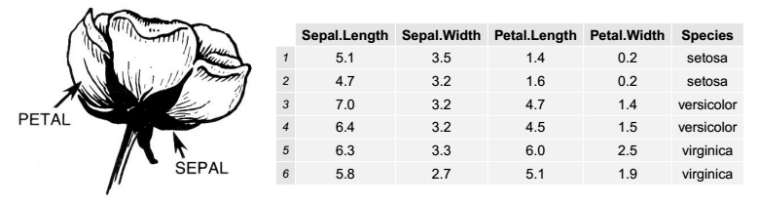 PETAL
SEPAL
Sepal.Length Sepal.Width Petal.Length Petal.Width Species
1 5.1 3.5 1.4 0.2 setosa
2 4.7 3.2 1.6 0.2 setosa
3 7.0 3.2 4.7 1.4 versicolor
4 6.4 3.2 4.5 1.5 versicolor
5 6.3 3.3 6.0 2.5 virginica
6 5.8 2.7 5.1 1.9 virginica